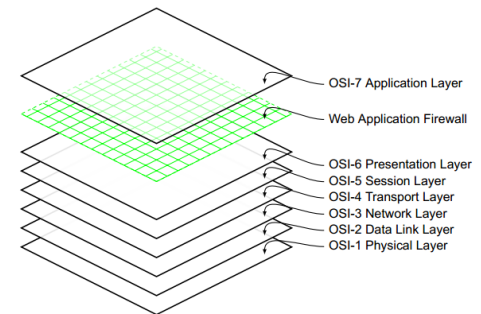 OSI-7 Application Layer
Web Application Firewall
OSI-6 Presentation Layer
OSI-5 Session Layer
OSI-4 Transport Layer
OSI-3 Network Layer
OSI-2 Data Link Layer
OSI-1 Physical Layer